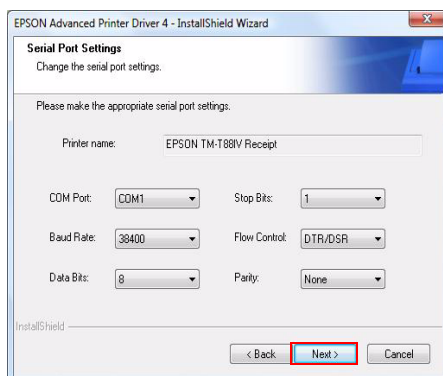 EPSON Advanced Printer Driver 4 - InstallShield Wizard
Serial Port Settings
Change the serial port settings.
Please make the appropriate serial port settings.
Printer name: EPSON TM-T88IV Receipt
COM Port: COM1 Stop Bits: 1
Baud Rate: 38400 Flow Control: DTR/DSR
Data Bits: 8 Parity: None
InstallShield
< Back Next > Cancel